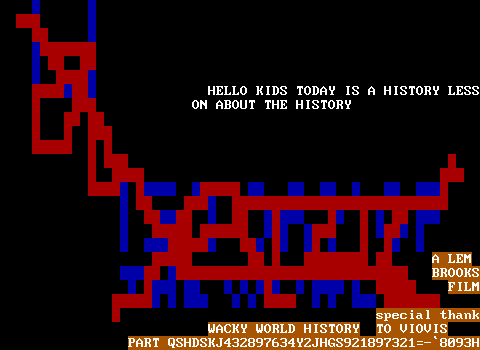 HELLO KIDS TODAY IS A HISTORY LESS
ON ABOUT THE HISTORY
A LEM
BROOKS
FILM
special thank
WACKY WORLD HISTORY TO VIOVIS
PART QSHDSKJ432897634Y2JHGS921897321=-`8093H